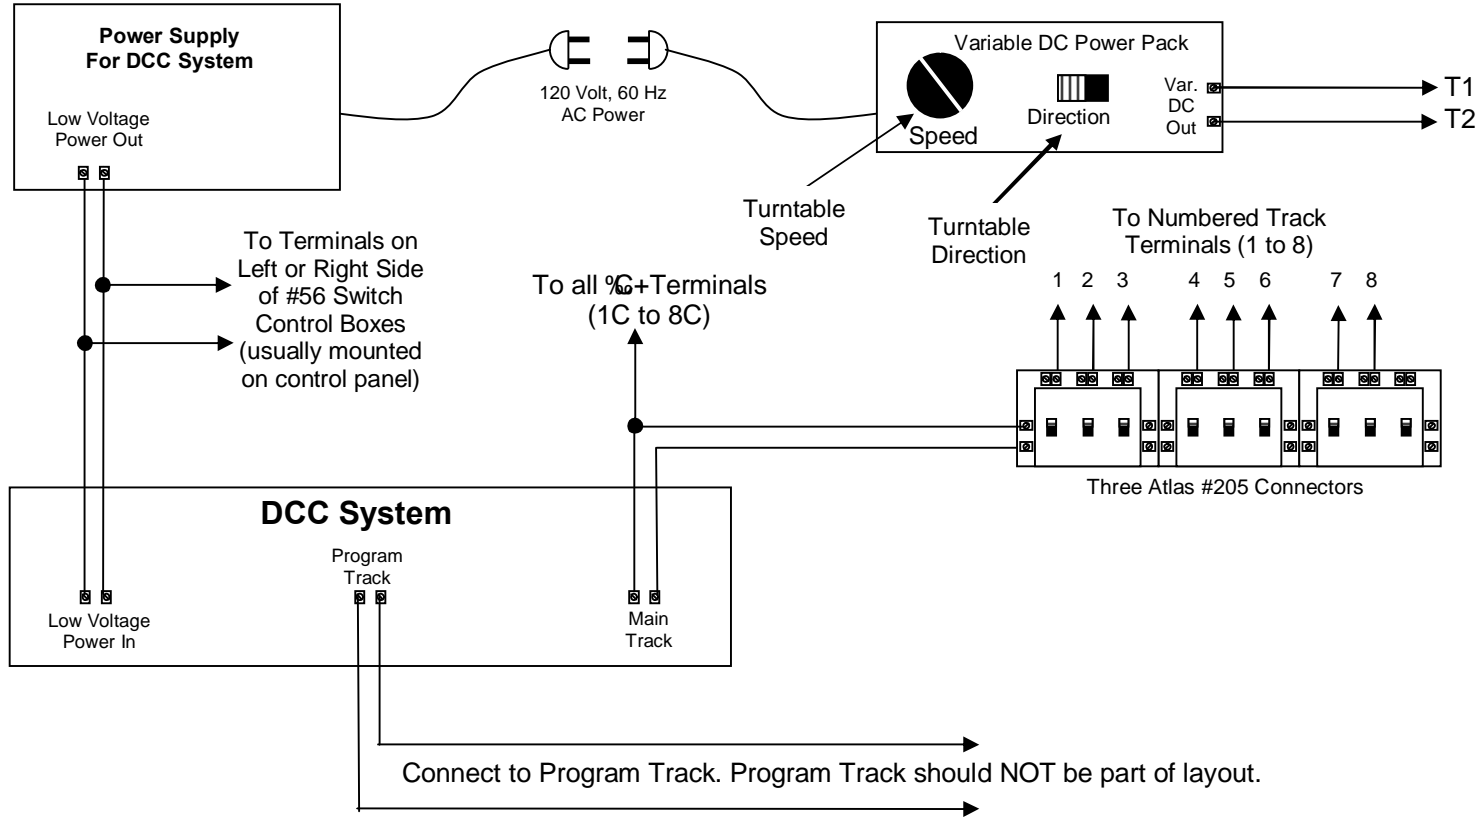 Power Supply
For DCC System
Low Voltage
Power Out
120 Volt, 60 Hz
AC Power
Variable DC Power Pack
Speed
Direction
Var.
DC
Out
T1
T2
Turntable
Speed
Turntable
Direction
To Numbered Track
Terminals (1 to 8)
1 2 3 4 5 6 7 8
To Terminals on
Left or Right Side
of #56 Switch
Control Boxes
(usually mounted
on control panel)
To all %C+Terminals
(1C to 8C)
Three Atlas #205 Connectors
DCC System
Program
Track
Low Voltage
Power In
Main
Track
Connect to Program Track. Program Track should NOT be part of layout.